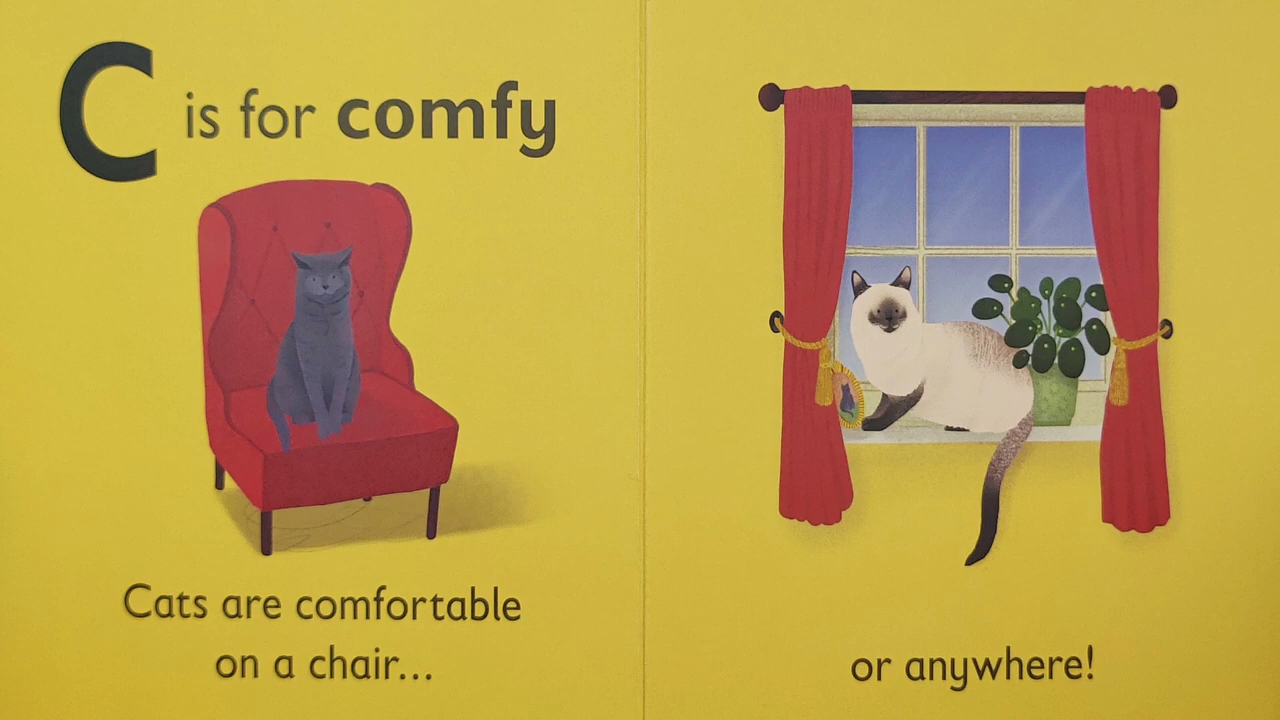 C is for comfy
Cats are comfortable
on a chair...
or anywhere!